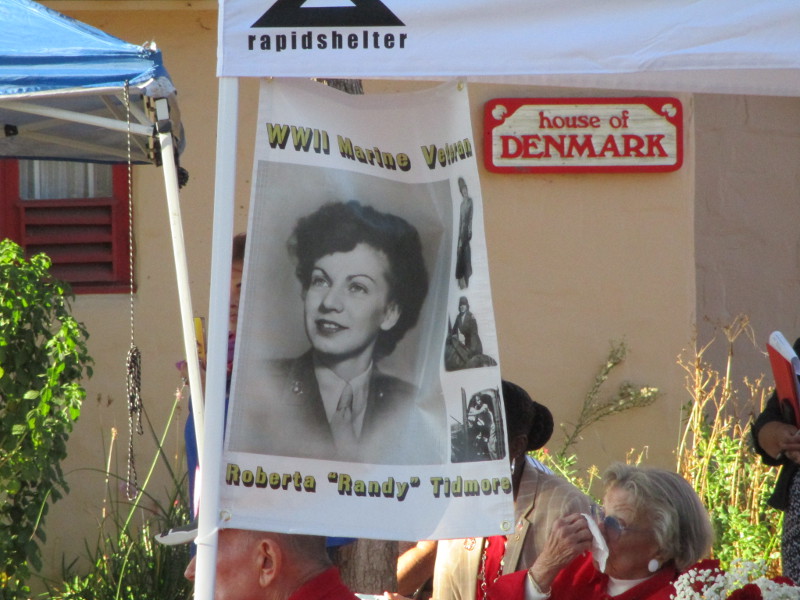 rapidshelter
WWII Marine Veteran
house of
DENMARK
Roberta "Randy" Tidmore